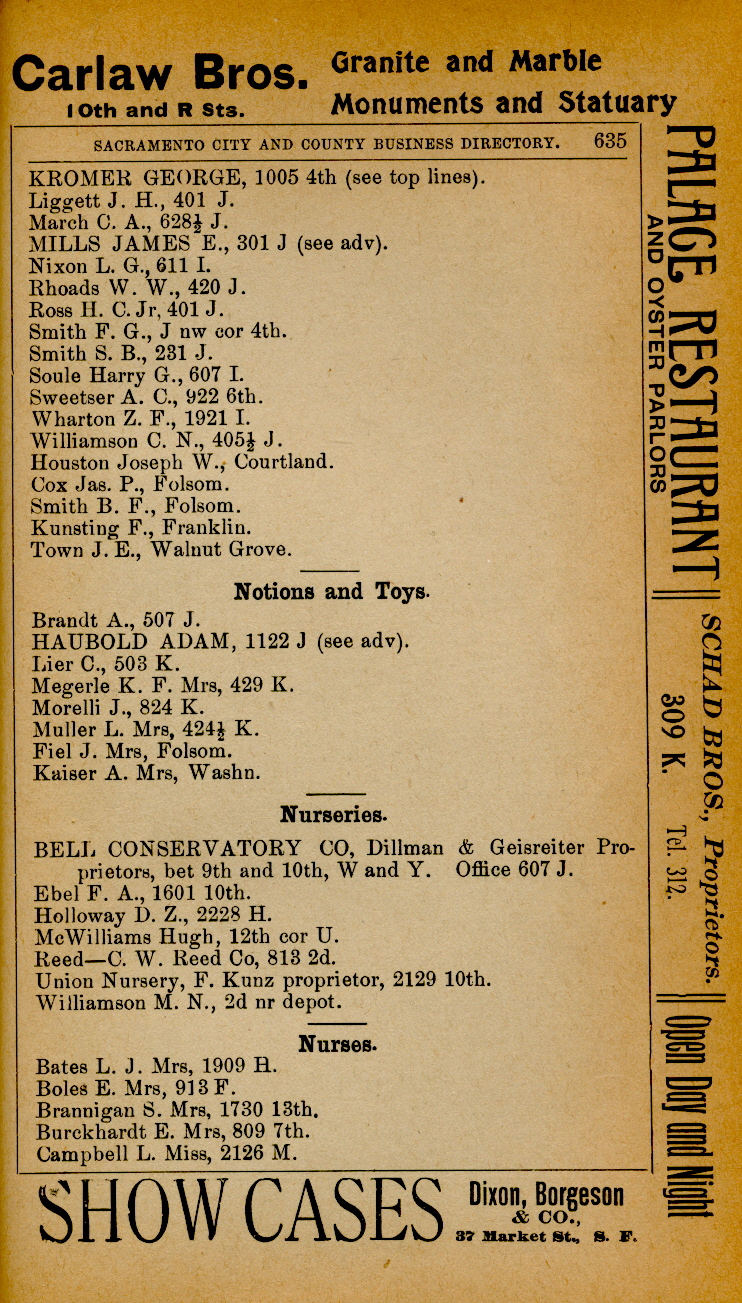 Carlaw Bros.
10th and R Sts.
Granite and Marble
Monuments and Statuary
SACRAMENTO CITY AND COUNTY BUSINESS DIRECTORY. 635
KROMER GEORGE, 1005 4th (see top lines).
Liggett J. H., 401 J.
March C. A., 628½ J.
MILLS JAMES E., 301 J (see adv).
Nixon L. G., 611 I.
Rhoads W. W., 420 J.
Ross H. C. Jr, 401 J.
Smith F. G., J nw cor 4th.
Smith S. B., 231 J.
Soule Harry G., 607 I.
Sweetser A. C., 922 6th.
Wharton Z. F., 1921 I.
Williamson C. N., 405½ J.
Houston Joseph W., Courtland.
Cox Jas. P., Folsom.
Smith B. F., Folsom.
Kunsting F., Franklin.
Town J. E., Walnut Grove.
Notions and Toys.
Brandt A., 507 J.
HAUBOLD ADAM, 1122 J (see adv).
Lier C., 503 K.
Megerle K. F. Mrs, 429 K.
Morelli J., 824 K.
Muller L. Mrs, 424½ K.
Fiel J. Mrs, Folsom.
Kaiser A. Mrs, Washn.
Nurseries.
BELL CONSERVATORY CO, Dillman & Geisreiter Pro-
prietors, bet 9th and 10th, W and Y. Office 607 J.
Ebel F. A., 1601 10th.
Holloway D. Z., 2228 H.
McWilliams Hugh, 12th cor U.
Reed—C. W. Reed Co, 813 2d.
Union Nursery, F. Kunz proprietor, 2129 10th.
Williamson M. N., 2d nr depot.
Nurses.
Bates L. J. Mrs, 1909 H.
Boles E. Mrs, 913 F.
Brannigan S. Mrs, 1730 13th.
Burckhardt E. Mrs, 809 7th.
Campbell L. Miss, 2126 M.
PALACE RESTAURANT
AND OYSTER PARLORS
SCHAD BROS., Proprietors.
309 K. Tel. 312.
Open Day and Night
SHOW CASES
Dixon, Borgeson
& CO.,
37 Market St., S. F.